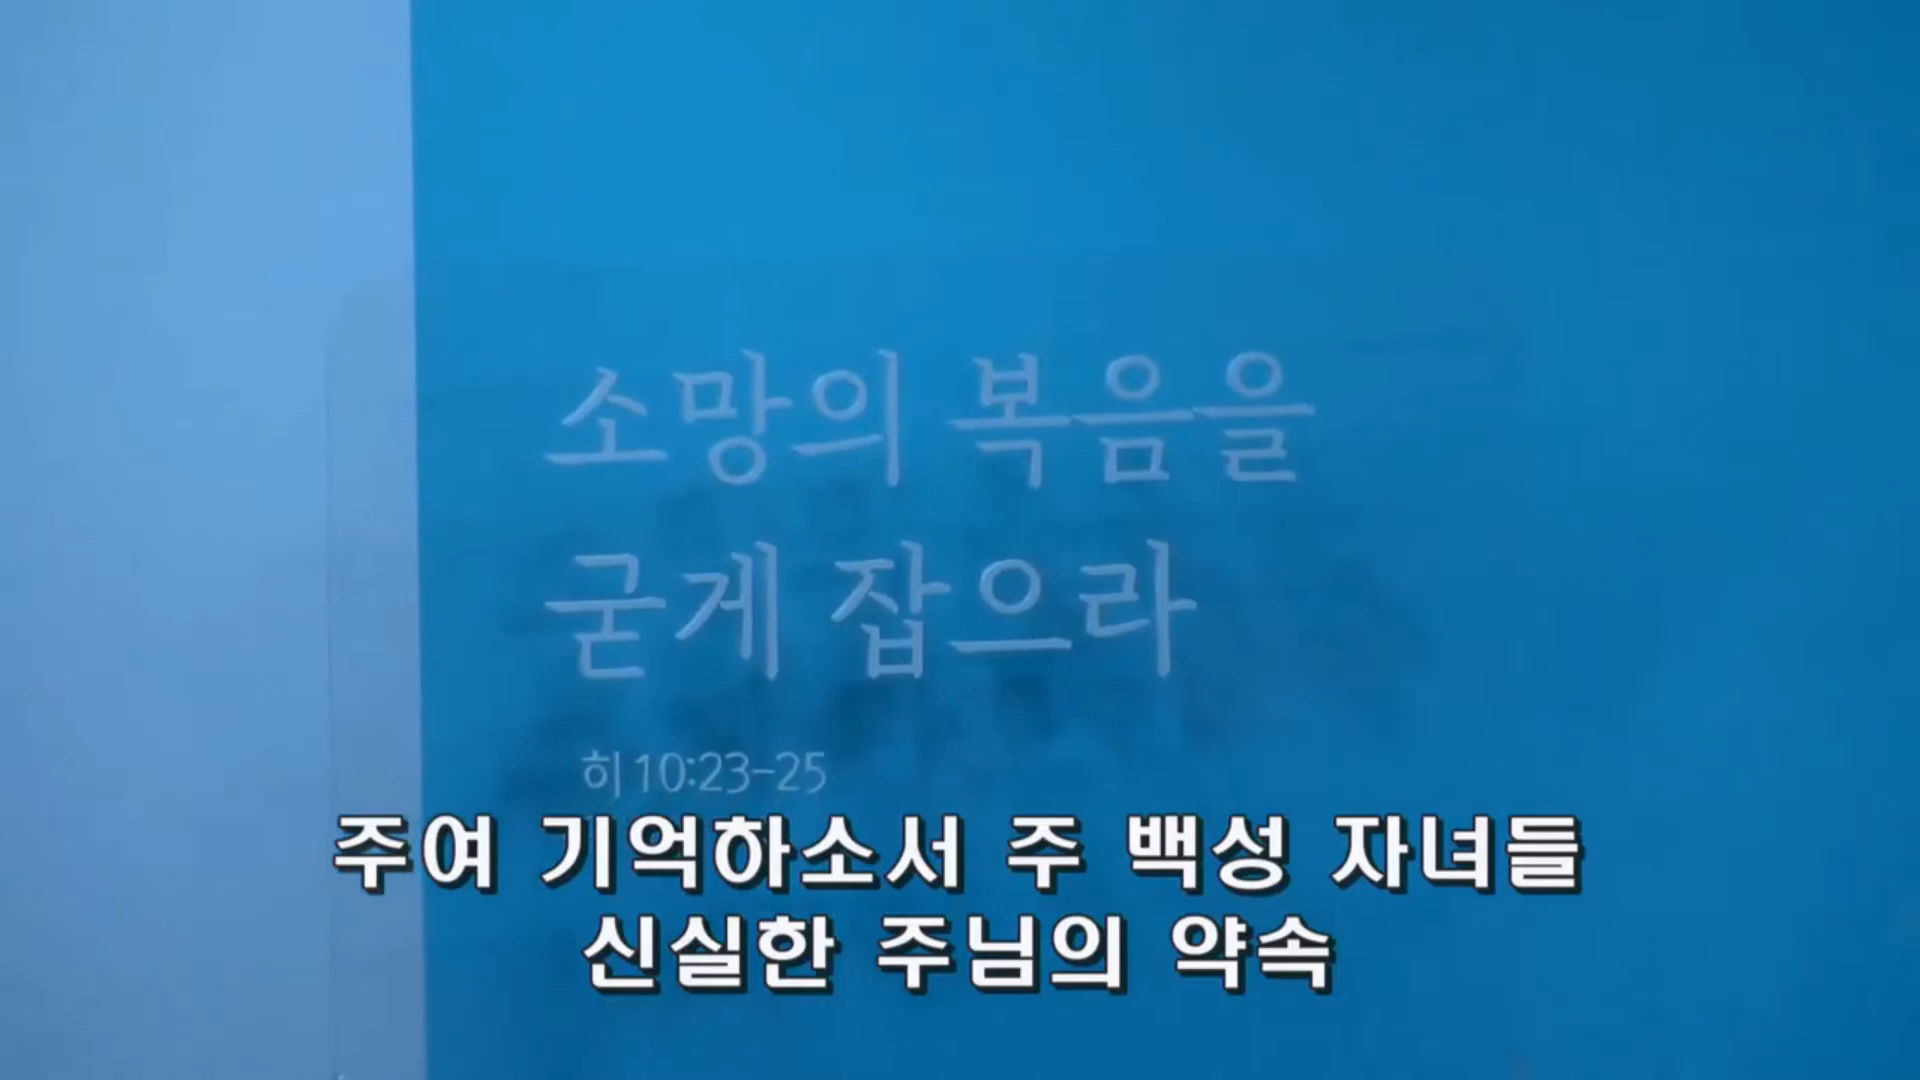 소망의 복음을
굳게 잡으라
히 10:23-25
주여 기억하소서 주 백성 자녀들
신실한 주님의 약속